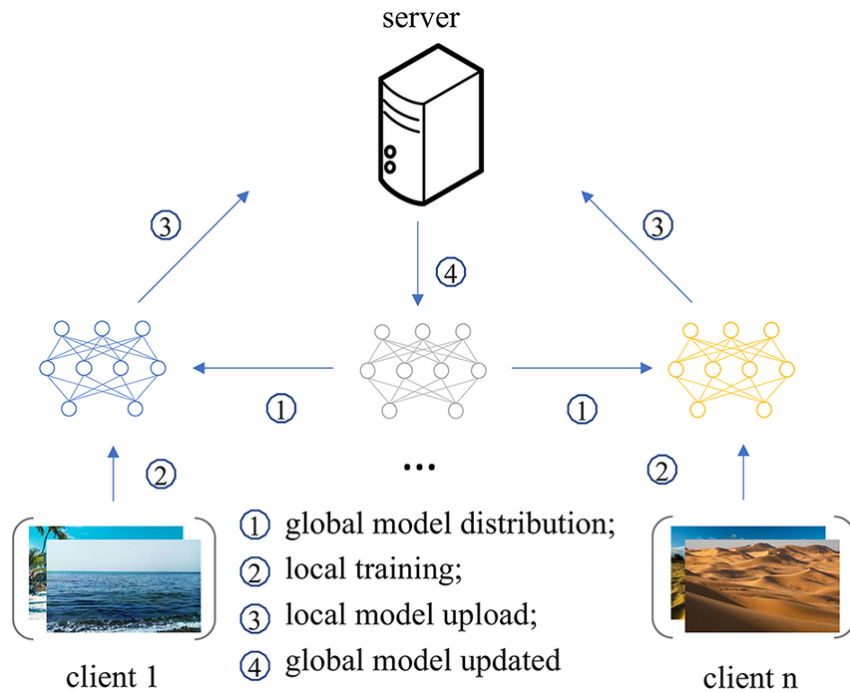 server
③
③
④
①
①
②
②
...
① global model distribution;
② local training;
③ local model upload;
④ global model updated
client 1
client n